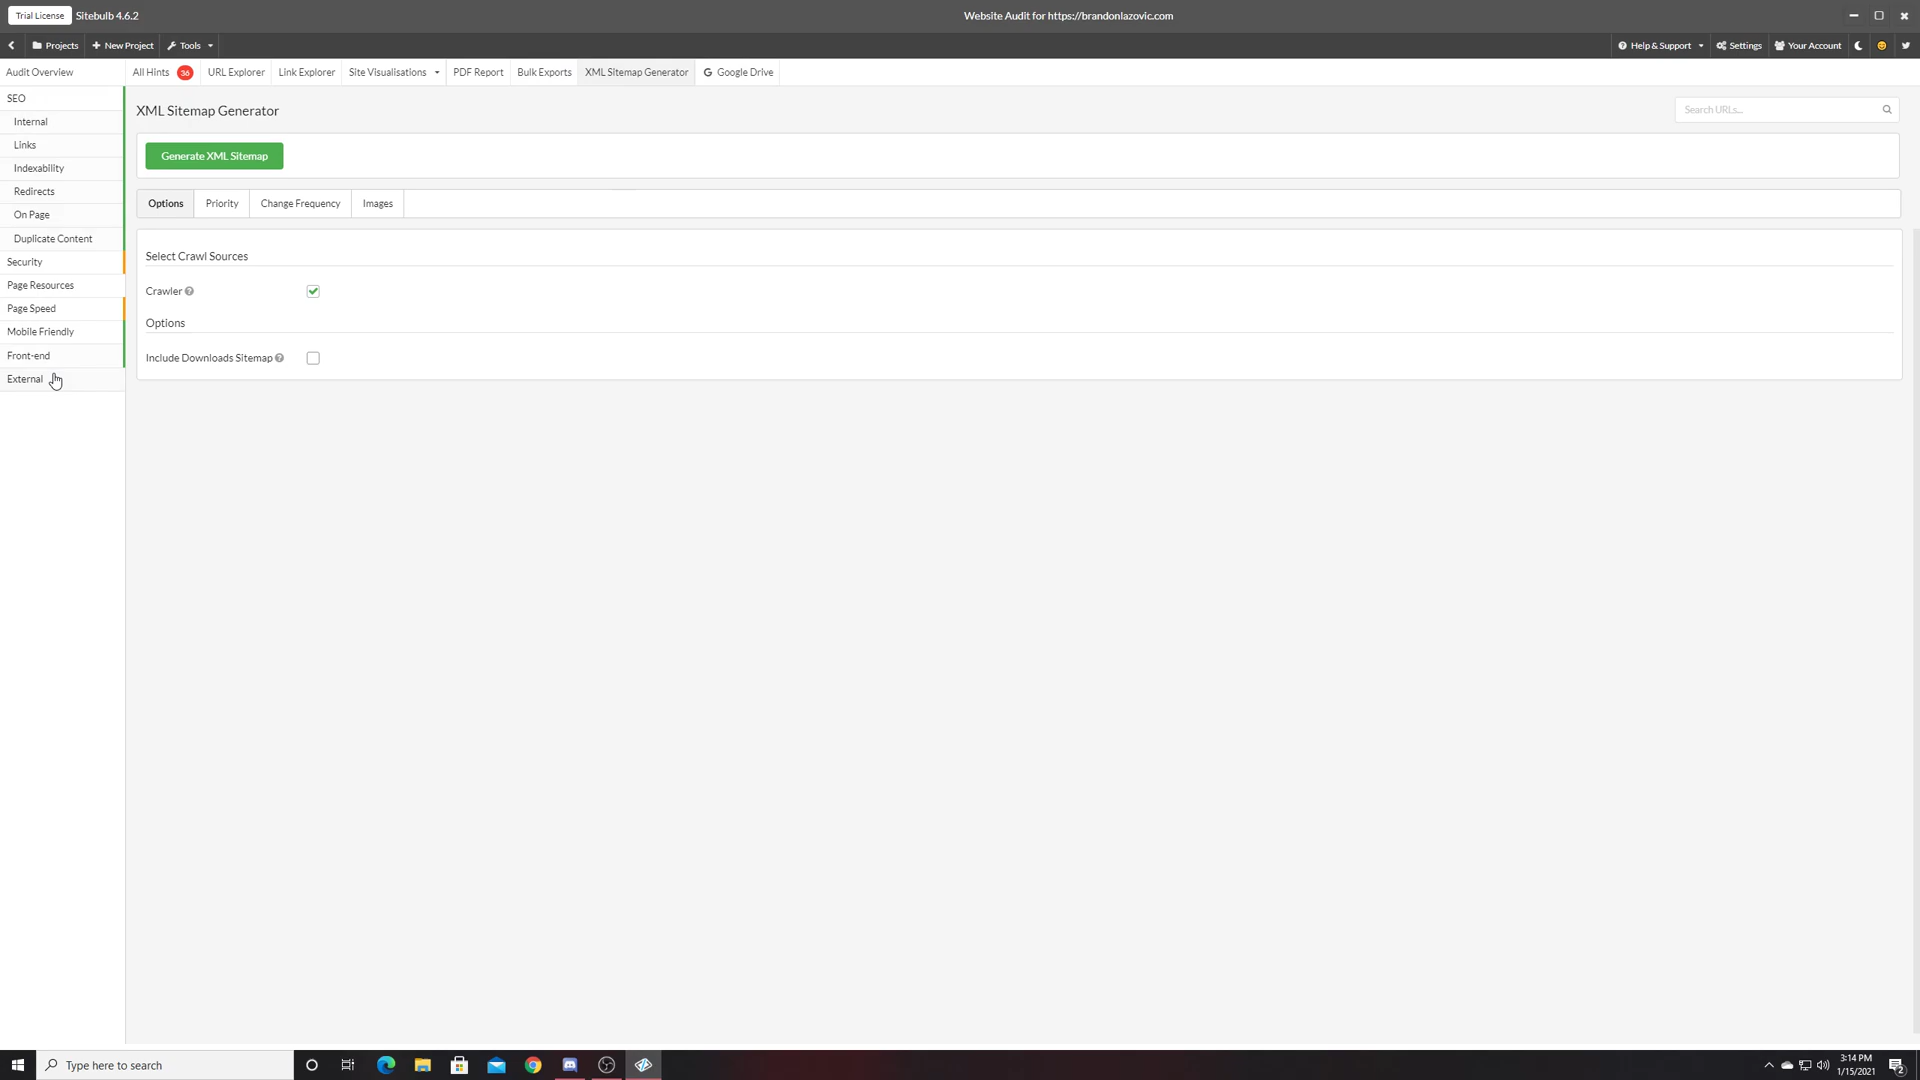 Trial License Sitebulb 4.6.2 Website Audit for https://brandonlazovic.com
Projects New Project Tools Help & Support Settings Your Account
Audit Overview All Hints 36 URL Explorer Link Explorer Site Visualisations PDF Report Bulk Exports XML Sitemap Generator Google Drive
SEO
Internal
Links
Indexability
Redirects
On Page
Duplicate Content
Security
Page Resources
Page Speed
Mobile Friendly
Front-end
External
XML Sitemap Generator
Search URLs...
Generate XML Sitemap
Options Priority Change Frequency Images
Select Crawl Sources
Crawler
Options
Include Downloads Sitemap
Type here to search
3:14 PM
1/15/2021
2